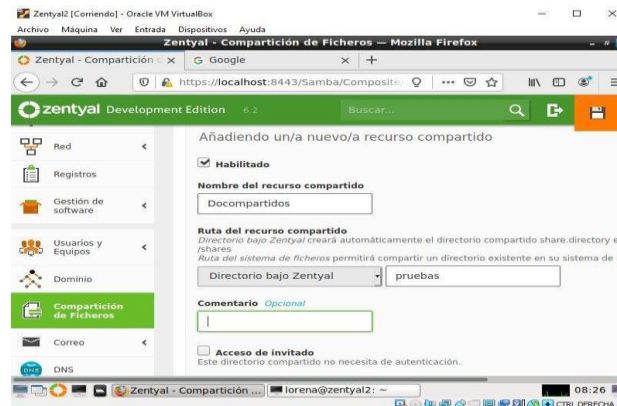 Zentyal2 [Corriendo] - Oracle VM VirtualBox
Archivo Máquina Ver Entrada Dispositivos Ayuda
Zentyal - Compartición de Ficheros — Mozilla Firefox
Zentyal - Compartición G Google
https://localhost:8443/Samba/Composite
zentyal Development Edition 6.2 Buscar...
Añadiendo un/a nuevo/a recurso compartido
Red
Habilitado
Registros
Nombre del recurso compartido
Gestión de software
Docompartidos
Usuarios y Equipos
Ruta del recurso compartido
Directorio bajo Zentyal creará automáticamente el directorio compartido share.directory e
/shares
Ruta del sistema de ficheros permitirá compartir un directorio existente en su sistema de
Dominio
Directorio bajo Zentyal pruebas
Compartición de Ficheros
Comentario Opcional
Correo
Acceso de invitado
Este directorio compartido no necesita de autenticación.
DNS DNS
Zentyal - Compartición ... lorena@zentyal2: ~ 08:26
CTRL DERECHA